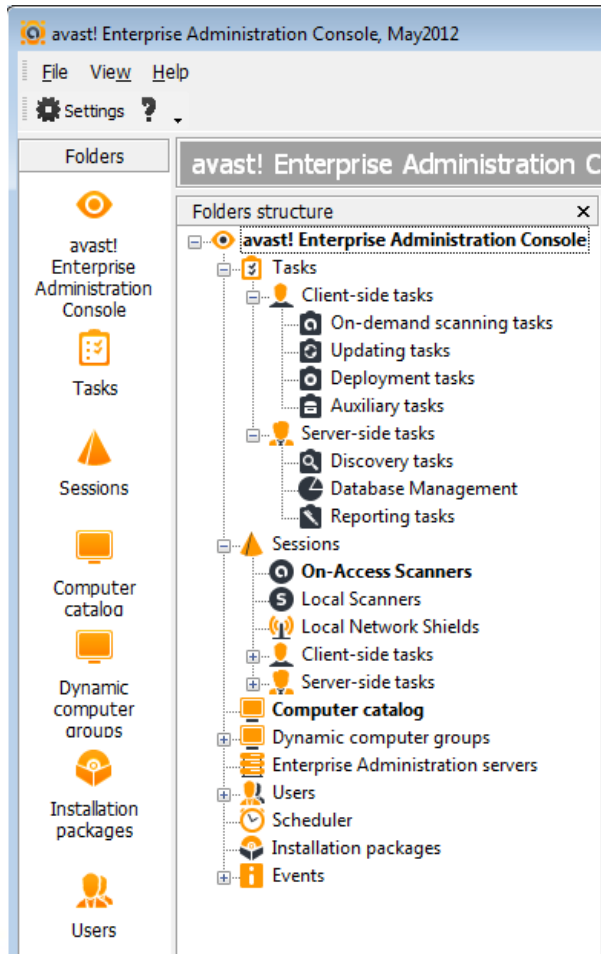 avast! Enterprise Administration Console, May2012
File View Help
Settings ?
Folders
avast! Enterprise Administration C
avast!
Enterprise
Administration
Console
Tasks
Sessions
Computer
catalog
Dynamic
computer
groups
Installation
packages
Users
Folders structure
avast! Enterprise Administration Console
Tasks
Client-side tasks
On-demand scanning tasks
Updating tasks
Deployment tasks
Auxiliary tasks
Server-side tasks
Discovery tasks
Database Management
Reporting tasks
Sessions
On-Access Scanners
Local Scanners
Local Network Shields
Client-side tasks
Server-side tasks
Computer catalog
Dynamic computer groups
Enterprise Administration servers
Users
Scheduler
Installation packages
Events